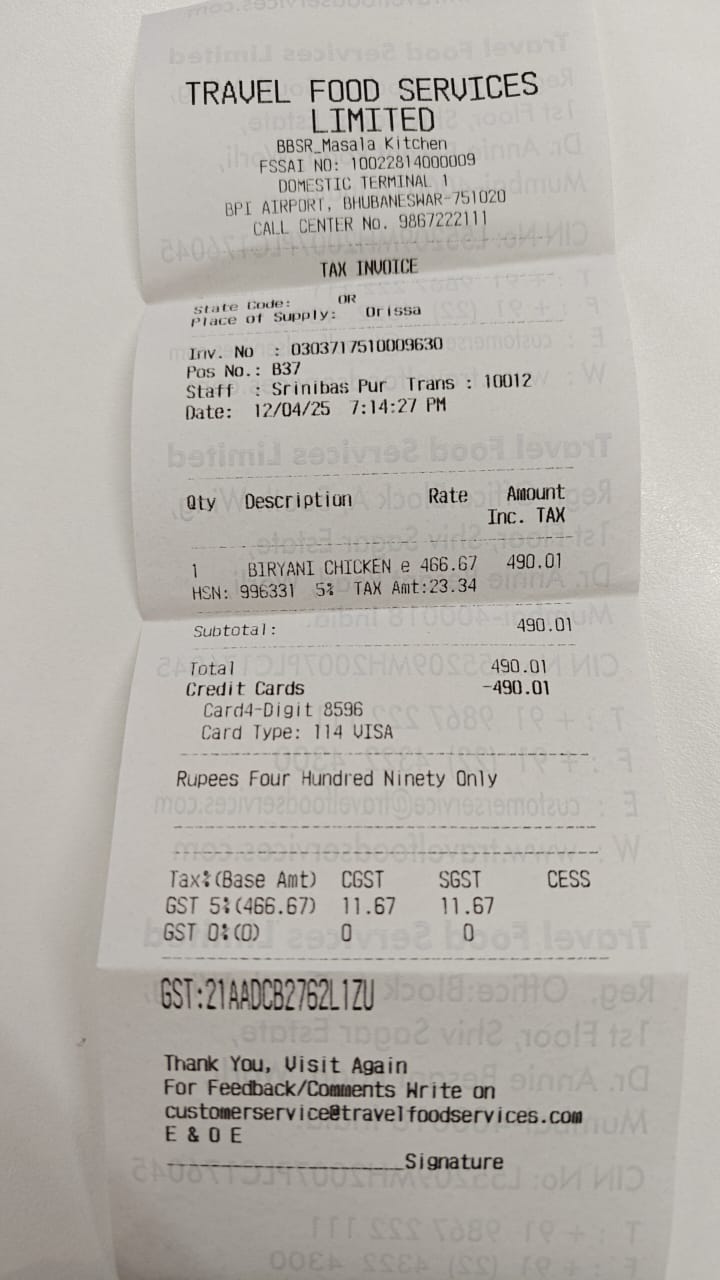 TRAVEL FOOD SERVICES
LIMITED
BBSR_Masala Kitchen
FSSAI NO: 10022814000009
DOMESTIC TERMINAL 1
BPI AIRPORT, BHUBANESWAR-751020
CALL CENTER No. 9867222111
TAX INVOICE
State Code: OR
Place of Supply: Orissa
Inv. No : 0303717510009630
Pos No.: B37
Staff : Srinibas Pur Trans : 10012
Date: 12/04/25 7:14:27 PM
Qty Description Rate Amount
Inc. TAX
1 BIRYANI CHICKEN e 466.67 490.01
HSN: 996331 5% TAX Amt:23.34
Subtotal: 490.01
Total 490.01
Credit Cards -490.01
Card4-Digit 8596
Card Type: 114 VISA
Rupees Four Hundred Ninety Only
Tax%(Base Amt) CGST SGST CESS
GST 5%(466.67) 11.67 11.67
GST 0%(0) 0 0
GST:21AADCB2762L1ZU
Thank You, Visit Again
For Feedback/Comments Write on
customerservice@travelfoodservices.com
E & O E
____________________Signature